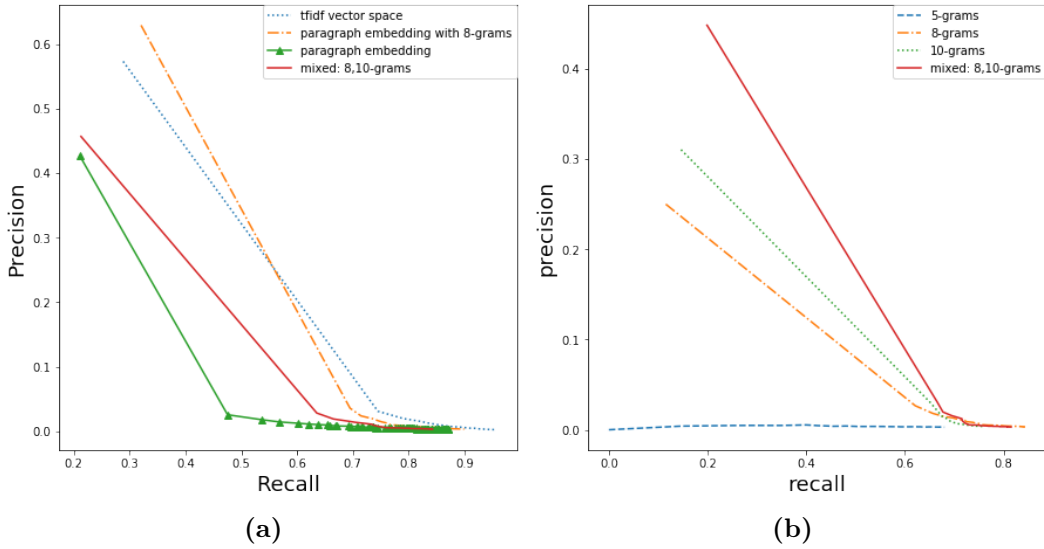 tfidf vector space
paragraph embedding with 8-grams
paragraph embedding
mixed: 8,10-grams
0.6
0.5
0.4
0.3
0.2
0.1
0.0
Precision
0.2 0.3 0.4 0.5 0.6 0.7 0.8 0.9
Recall
(a)
5-grams
8-grams
10-grams
mixed: 8,10-grams
0.4
0.3
0.2
0.1
0.0
precision
0.0 0.2 0.4 0.6 0.8
recall
(b)